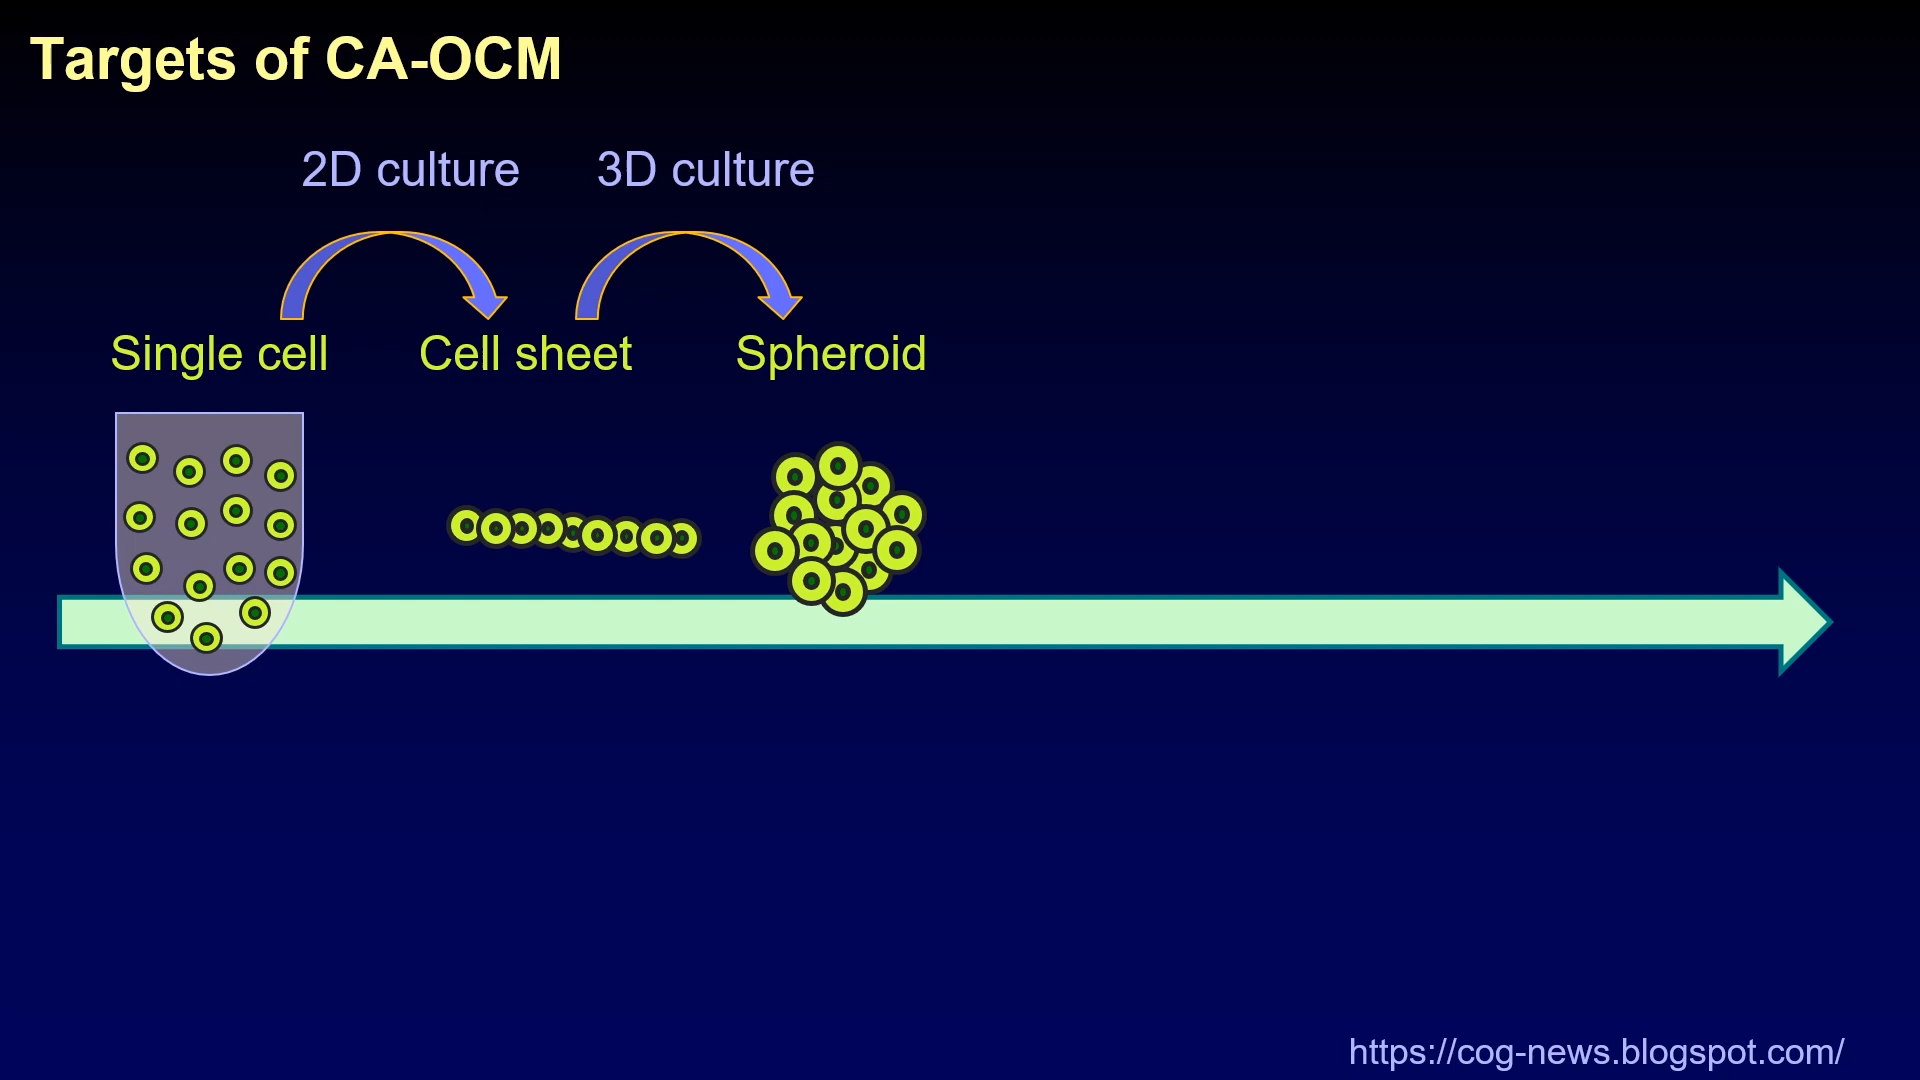 Targets of CA-OCM
2D culture
3D culture
Single cell
Cell sheet
Spheroid
https://cog-news.blogspot.com/